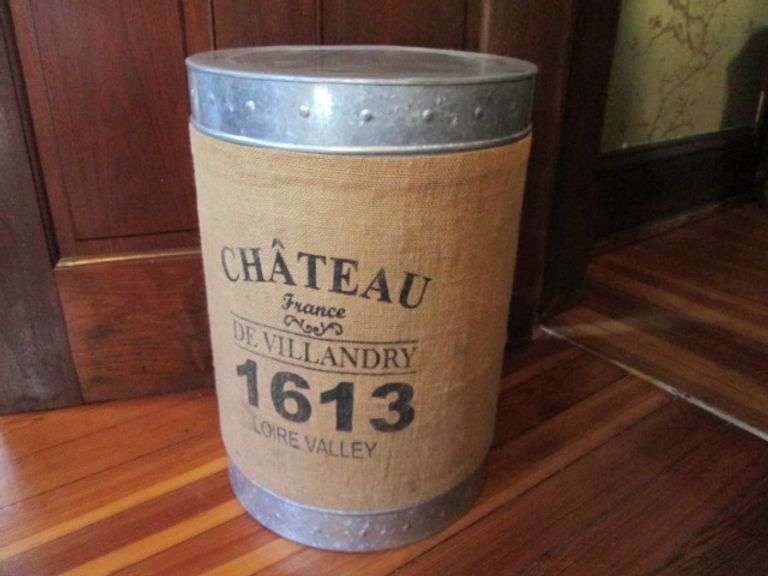 CHÂTEAU
France
DE VILLANDRY
1613
LOIRE VALLEY